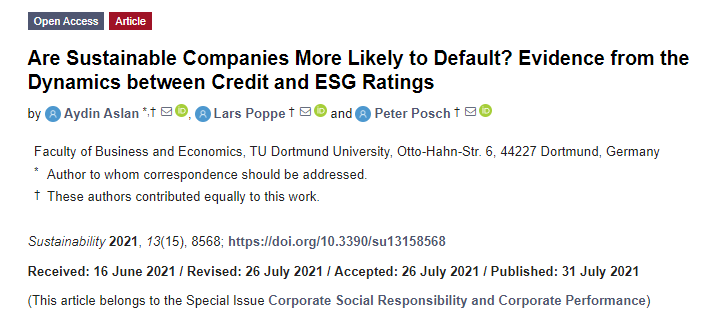 Open Access Article
Are Sustainable Companies More Likely to Default? Evidence from the
Dynamics between Credit and ESG Ratings
by Aydin Aslan *,† iD, Lars Poppe † iD and Peter Posch † iD
Faculty of Business and Economics, TU Dortmund University, Otto-Hahn-Str. 6, 44227 Dortmund, Germany
* Author to whom correspondence should be addressed.
† These authors contributed equally to this work.
Sustainability 2021, 13(15), 8568; https://doi.org/10.3390/su13158568
Received: 16 June 2021 / Revised: 26 July 2021 / Accepted: 26 July 2021 / Published: 31 July 2021
(This article belongs to the Special Issue Corporate Social Responsibility and Corporate Performance)